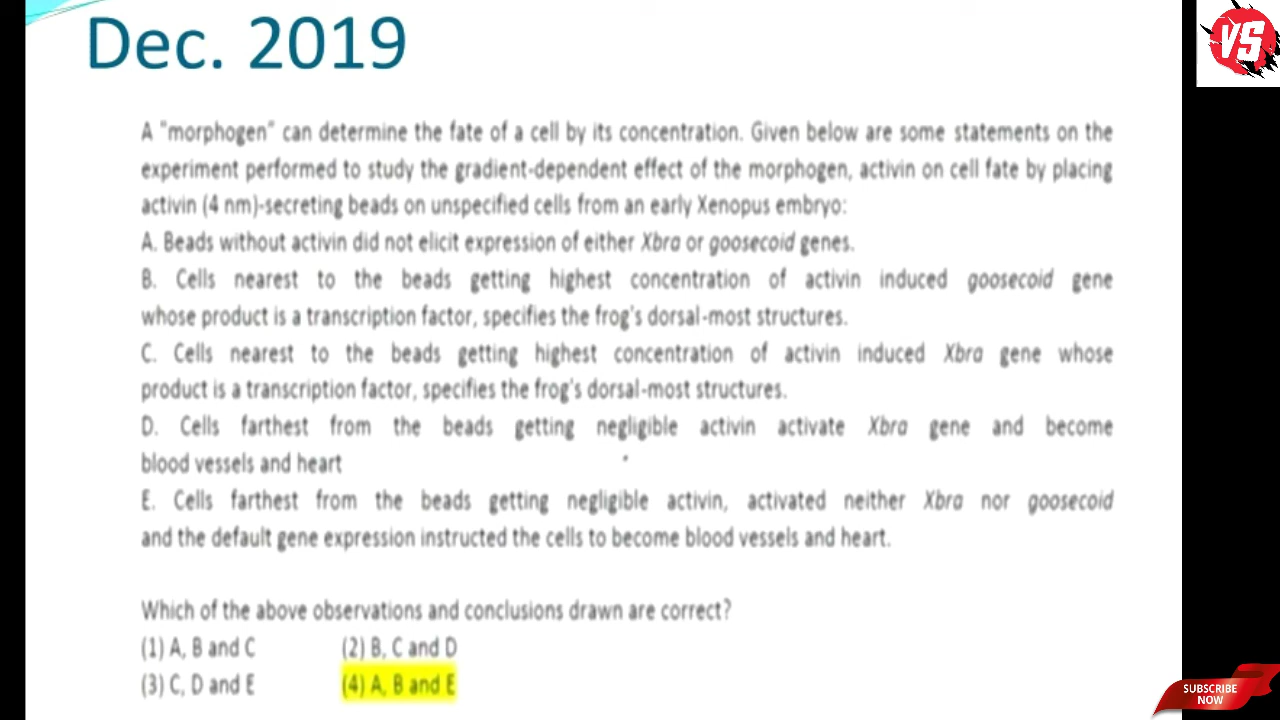 Dec. 2019
VS
A "morphogen" can determine the fate of a cell by its concentration. Given below are some statements on the
experiment performed to study the gradient-dependent effect of the morphogen, activin on cell fate by placing
activin (4 nm)-secreting beads on unspecified cells from an early Xenopus embryo:
A. Beads without activin did not elicit expression of either Xbra or goosecoid genes.
B. Cells nearest to the beads getting highest concentration of activin induced goosecoid gene
whose product is a transcription factor, specifies the frog's dorsal-most structures.
C. Cells nearest to the beads getting highest concentration of activin induced Xbra gene whose
product is a transcription factor, specifies the frog's dorsal-most structures.
D. Cells farthest from the beads getting negligible activin activate Xbra gene and become
blood vessels and heart
E. Cells farthest from the beads getting negligible activin, activated neither Xbra nor goosecoid
and the default gene expression instructed the cells to become blood vessels and heart.
Which of the above observations and conclusions drawn are correct?
(1) A, B and C (2) B, C and D
(3) C, D and E (4) A, B and E
SUBSCRIBE
NOW